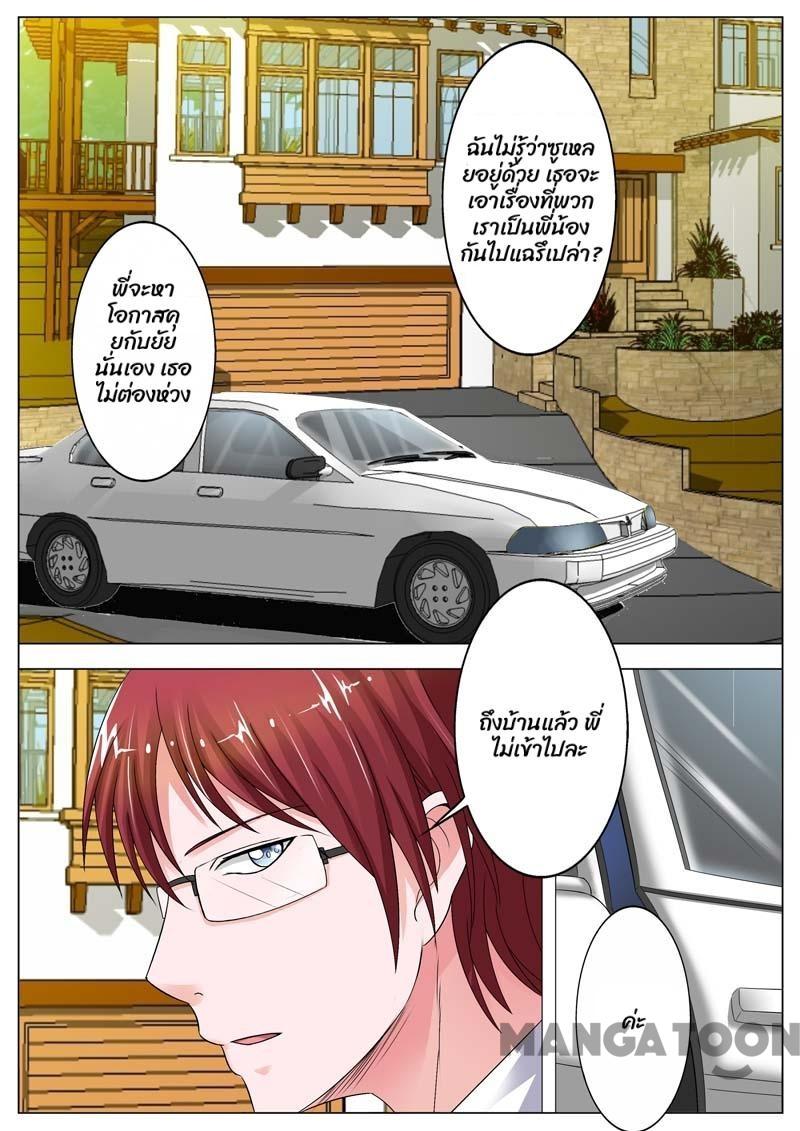 ฉันไม่รู้ว่าซูเหล
ยอยู่ด้วย เธอจะ
เอาเรื่องที่พวก
เราเป็นพี่น้อง
กันไปแฉรึเปล่า?
พี่จะหา
โอกาสคุ
ยกับยัย
นั่นเอง เธอ
ไม่ต่องห่วง
ถึงบ้านแล้ว พี่
ไม่เข้าไปละ
ค่ะ
MANGATOON